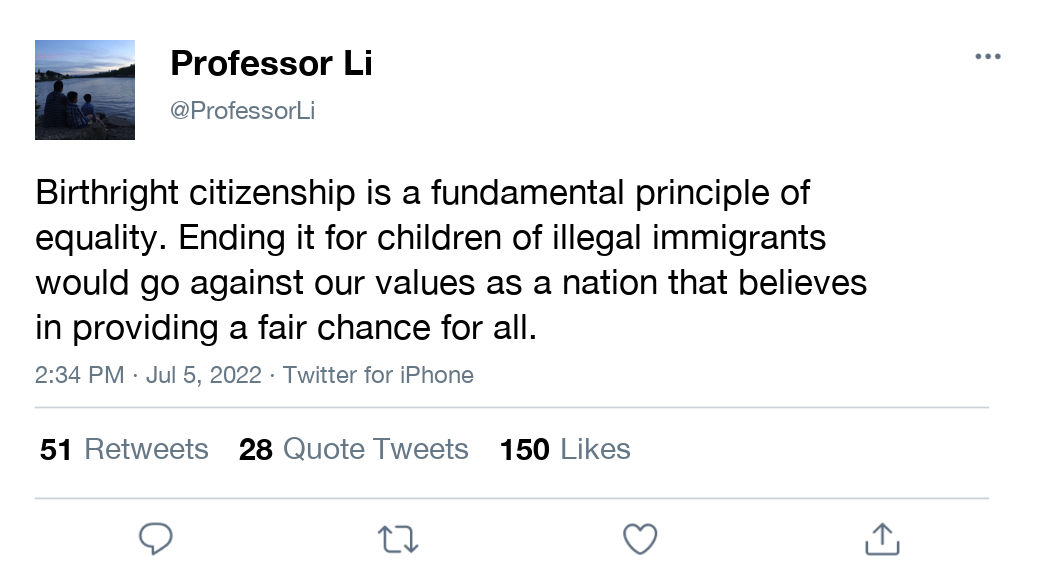 Professor Li
@ProfessorLi
Birthright citizenship is a fundamental principle of
equality. Ending it for children of illegal immigrants
would go against our values as a nation that believes
in providing a fair chance for all.
2:34 PM · Jul 5, 2022 · Twitter for iPhone
51 Retweets 28 Quote Tweets 150 Likes